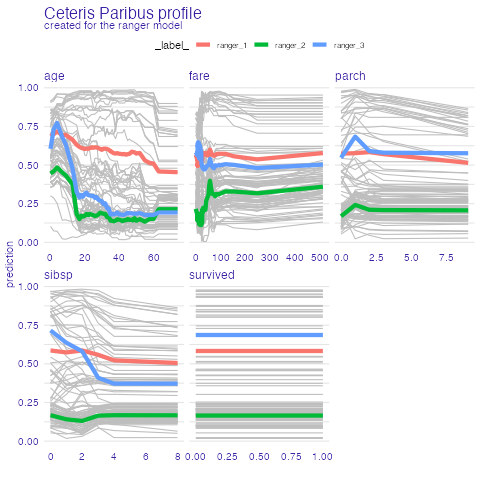 Ceteris Paribus profile
created for the ranger model
_label_ ranger_1 ranger_2 ranger_3
age fare parch
1.00
0.75
0.50
0.25
0.00
0 20 40 60 0 100 200 300 400 500 0.0 2.5 5.0 7.5
prediction
sibsp survived
1.00
0.75
0.50
0.25
0.00
0 2 4 6 8 0.00 0.25 0.50 0.75 1.00